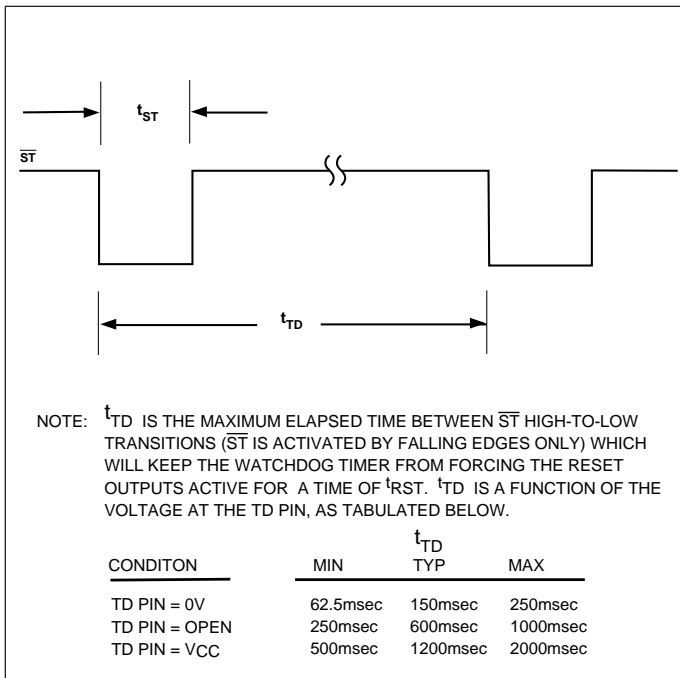 tST
S̅T̅
tTD
NOTE: tTD IS THE MAXIMUM ELAPSED TIME BETWEEN S̅T̅ HIGH-TO-LOW
TRANSITIONS (S̅T̅ IS ACTIVATED BY FALLING EDGES ONLY) WHICH
WILL KEEP THE WATCHDOG TIMER FROM FORCING THE RESET
OUTPUTS ACTIVE FOR A TIME OF tRST. tTD IS A FUNCTION OF THE
VOLTAGE AT THE TD PIN, AS TABULATED BELOW.
tTD
CONDITON MIN TYP MAX
TD PIN = 0V 62.5msec 150msec 250msec
TD PIN = OPEN 250msec 600msec 1000msec
TD PIN = VCC 500msec 1200msec 2000msec